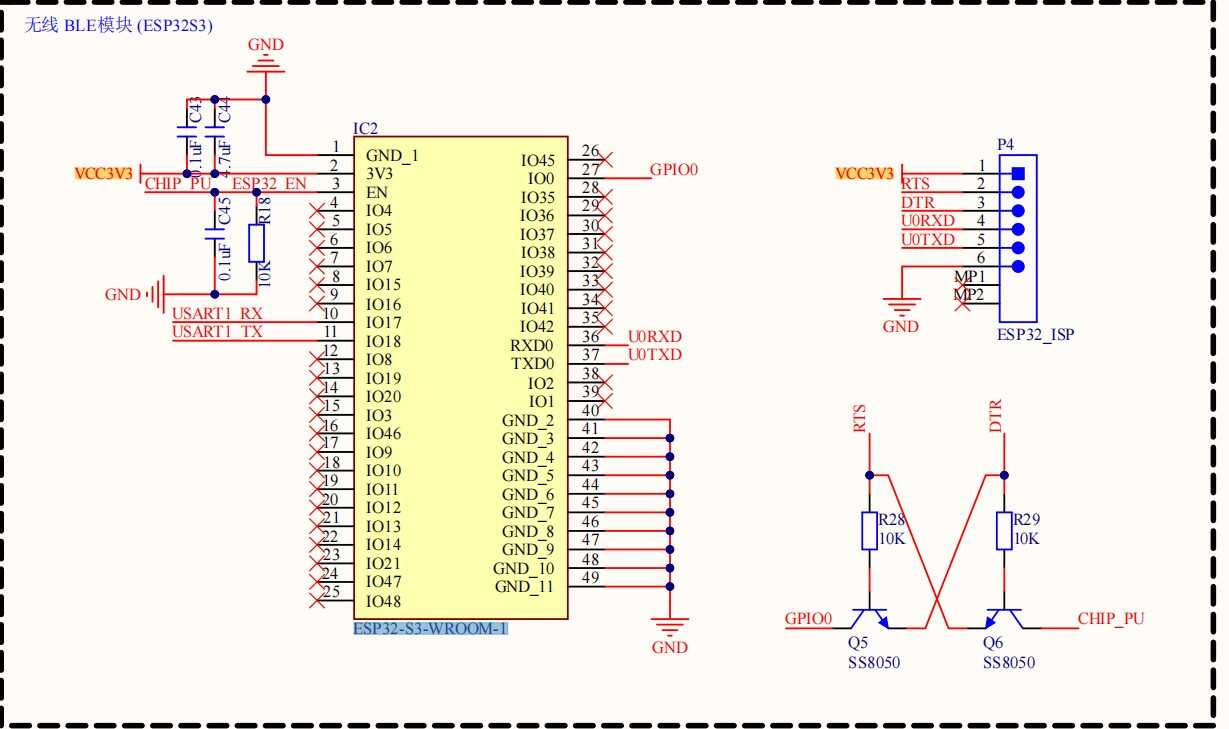 无线 BLE模块 (ESP32S3)
GND
C43
0.1uF
C44
4.7uF
VCC3V3
CHIP_PU
ESP32_EN
C45
0.1uF
R18
10K
GND
USART1_RX
USART1_TX
IC2
1 GND_1
2 3V3
3 EN
4 IO4
5 IO5
6 IO6
7 IO7
8 IO15
9 IO16
10 IO17
11 IO18
12 IO8
13 IO19
14 IO20
15 IO3
16 IO46
17 IO9
18 IO10
19 IO11
20 IO12
21 IO13
22 IO14
23 IO21
24 IO47
25 IO48
IO45 26
IO0 27 GPIO0
IO35 28
IO36 29
IO37 30
IO38 31
IO39 32
IO40 33
IO41 34
IO42 35
RXD0 36 U0RXD
TXD0 37 U0TXD
IO2 38
IO1 39
GND_2 40
GND_3 41
GND_4 42
GND_5 43
GND_6 44
GND_7 45
GND_8 46
GND_9 47
GND_10 48
GND_11 49
ESP32-S3-WROOM-1
GND
P4
VCC3V3 1
RTS 2
DTR 3
U0RXD 4
U0TXD 5
6
MP1
MP2
GND
ESP32_ISP
RTS
DTR
R28
10K
R29
10K
GPIO0
CHIP_PU
Q5
SS8050
Q6
SS8050